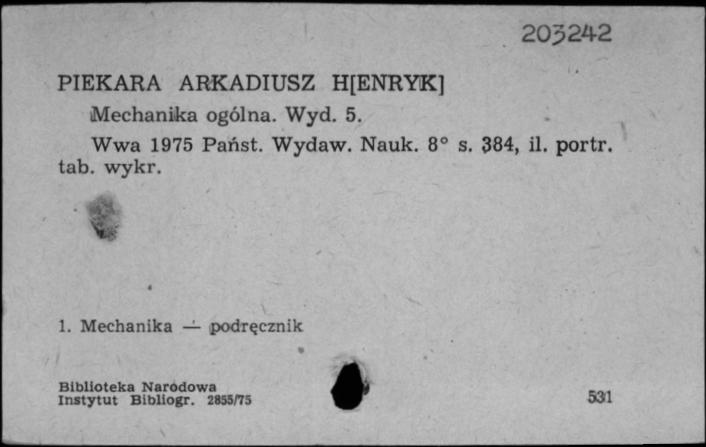 203242
PIEKARA ARKADIUSZ H[ENRYK]
Mechanika ogólna. Wyd. 5.
Wwa 1975 Państ. Wydaw. Nauk. 8° s. 384, il. portr.
tab. wykr.
1. Mechanika — podręcznik
Biblioteka Narodowa
Instytut Bibliogr. 2855/75
531